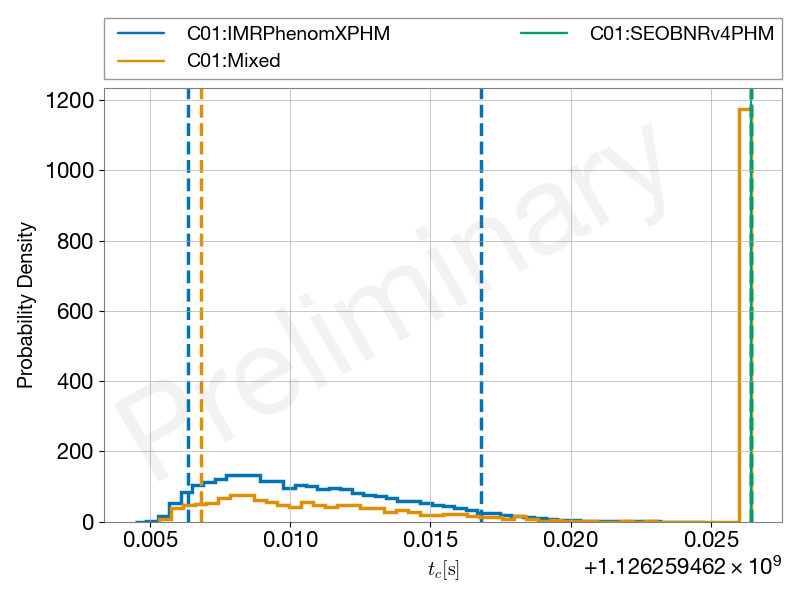 C01:IMRPhenomXPHM
C01:Mixed
C01:SEOBNRv4PHM
1200
1000
800
600
400
200
0
Probability Density
Preliminary
0.005 0.010 0.015 0.020 0.025
t_c[s]
+1.126259462 × 10⁹